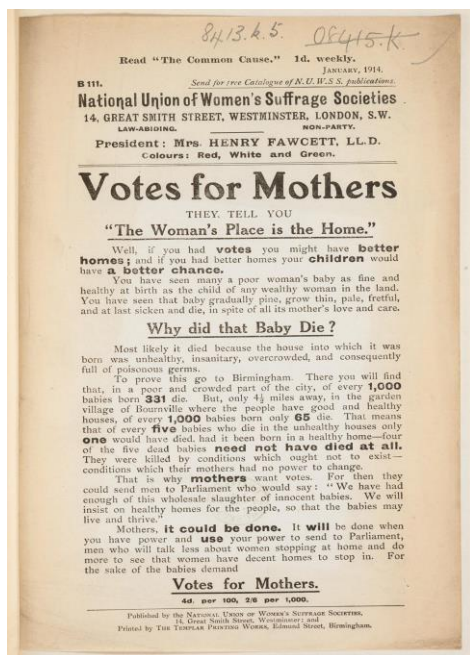 8413.k.5.
08415.K
Read "The Common Cause." 1d. weekly.
JANUARY, 1914.
B 111.
Send for free Catalogue of N.U.W.S.S. publications.
National Union of Women's Suffrage Societies
14, GREAT SMITH STREET, WESTMINSTER, LONDON, S.W.
LAW-ABIDING. NON-PARTY.
President: Mrs. HENRY FAWCETT, LL.D.
Colours: Red, White and Green.
Votes for Mothers
THEY TELL YOU
"The Woman's Place is the Home."
Well, if you had votes you might have better
homes; and if you had better homes your children would
have a better chance.
You have seen many a poor woman's baby as fine and
healthy at birth as the child of any wealthy woman in the land.
You have seen that baby gradually pine, grow thin, pale, fretful,
and at last sicken and die, in spite of all its mother's love and care.
Why did that Baby Die?
Most likely it died because the house into which it was
born was unhealthy, insanitary, overcrowded, and consequently
full of poisonous germs.
To prove this go to Birmingham. There you will find
that, in a poor and crowded part of the city, of every 1,000
babies born 331 die. But, only 4½ miles away, in the garden
village of Bournville where the people have good and healthy
houses, of every 1,000 babies born only 65 die. That means
that of every five babies who die in the unhealthy houses only
one would have died, had it been born in a healthy home—four
of the five dead babies need not have died at all.
They were killed by conditions which ought not to exist—
conditions which their mothers had no power to change.
That is why mothers want votes. For then they
could send men to Parliament who would say: "We have had
enough of this wholesale slaughter of innocent babies. We will
insist on healthy homes for the people, so that the babies may
live and thrive."
Mothers, it could be done. It will be done when
you have power and use your power to send to Parliament,
men who will talk less about women stopping at home and do
more to see that women have decent homes to stop in. For
the sake of the babies demand
Votes for Mothers.
4d. per 100, 2/6 per 1,000.
Published by the NATIONAL UNION OF WOMEN'S SUFFRAGE SOCIETIES,
14, Great Smith Street, Westminster; and
Printed by THE TEMPLAR PRINTING WORKS, Edmund Street, Birmingham.